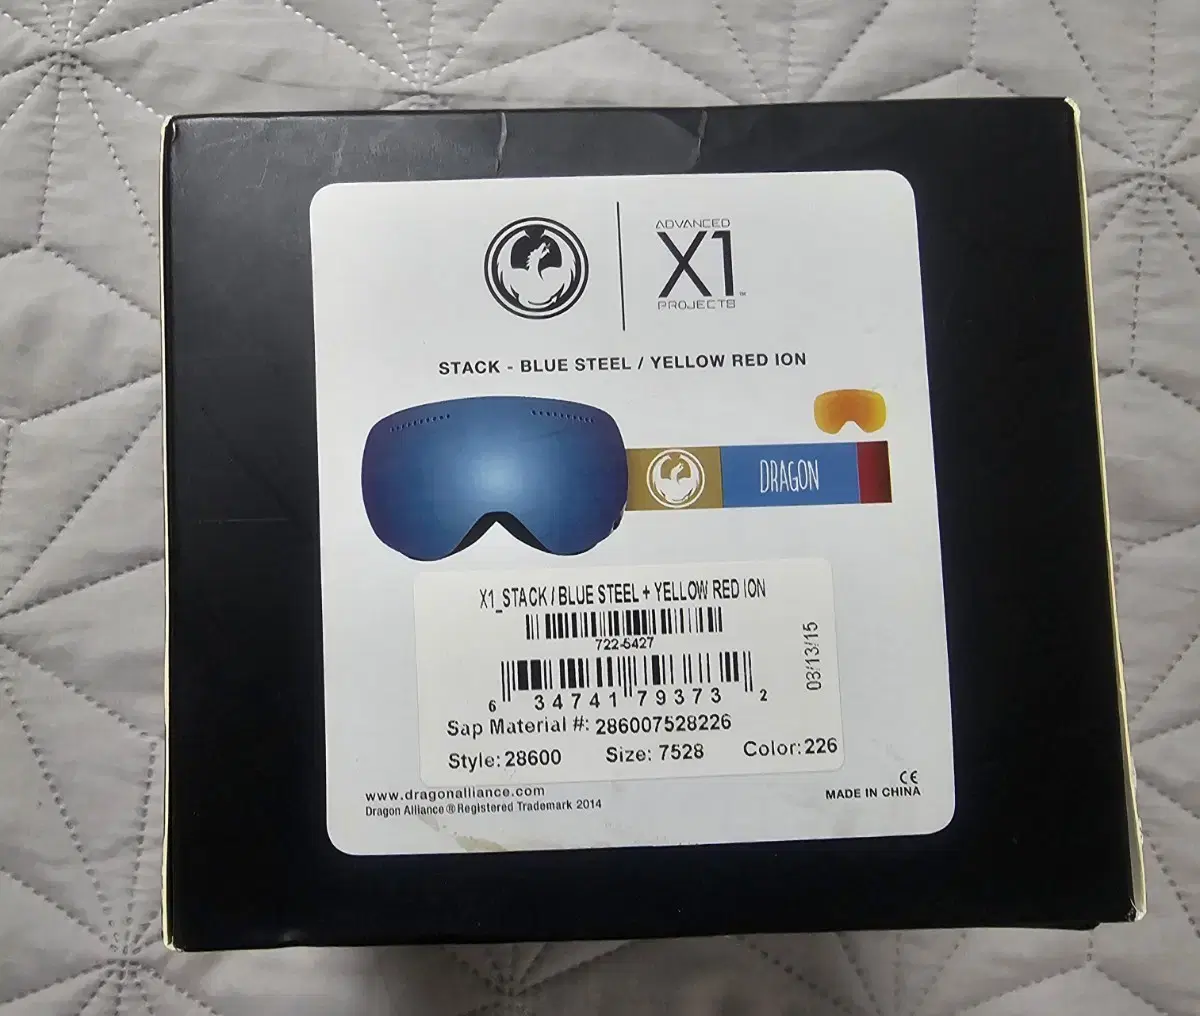 ADVANCED
X1
PROJECTS™
STACK - BLUE STEEL / YELLOW RED ION
DRAGON
X1_STACK / BLUE STEEL + YELLOW RED ION
722-5427
6 34741 79373 2
03/13/15
Sap Material #: 286007528226
Style: 28600 Size: 7528 Color: 226
www.dragonalliance.com
Dragon Alliance ® Registered Trademark 2014
CE
MADE IN CHINA